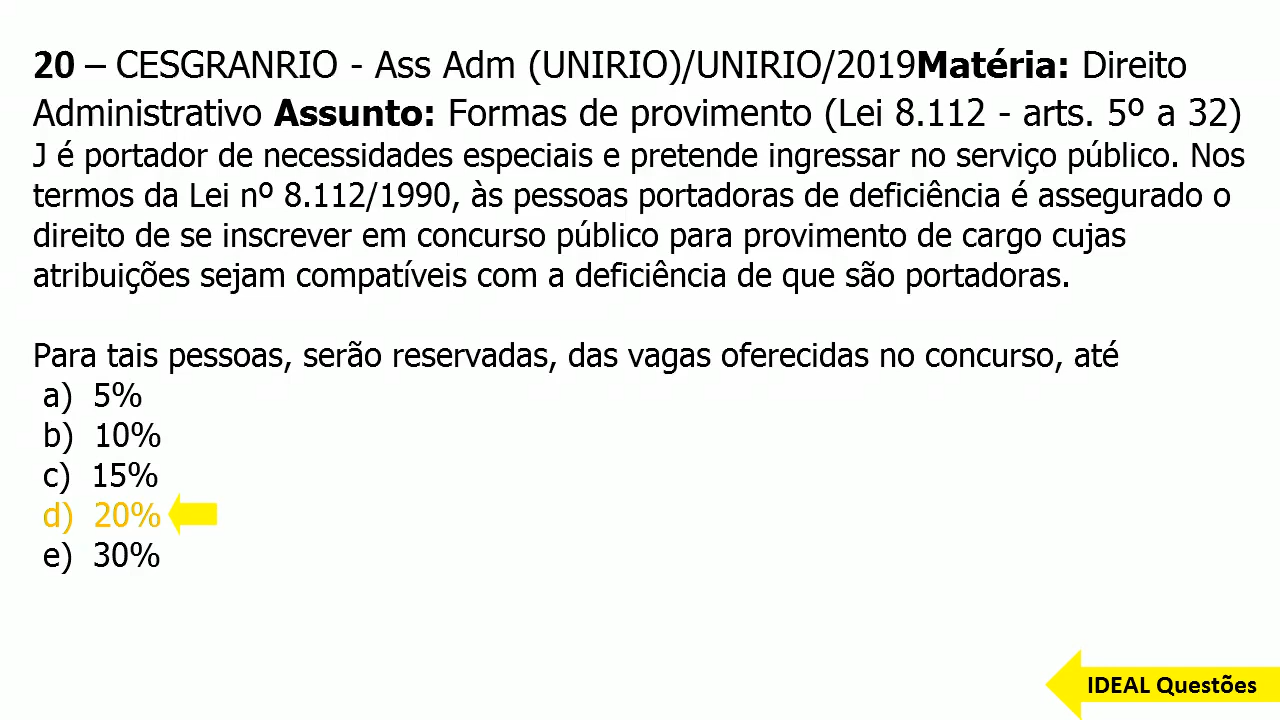 20 – CESGRANRIO - Ass Adm (UNIRIO)/UNIRIO/2019Matéria: Direito
Administrativo Assunto: Formas de provimento (Lei 8.112 - arts. 5º a 32)
J é portador de necessidades especiais e pretende ingressar no serviço público. Nos
termos da Lei nº 8.112/1990, às pessoas portadoras de deficiência é assegurado o
direito de se inscrever em concurso público para provimento de cargo cujas
atribuições sejam compatíveis com a deficiência de que são portadoras.
Para tais pessoas, serão reservadas, das vagas oferecidas no concurso, até
a) 5%
b) 10%
c) 15%
d) 20%
e) 30%
IDEAL Questões